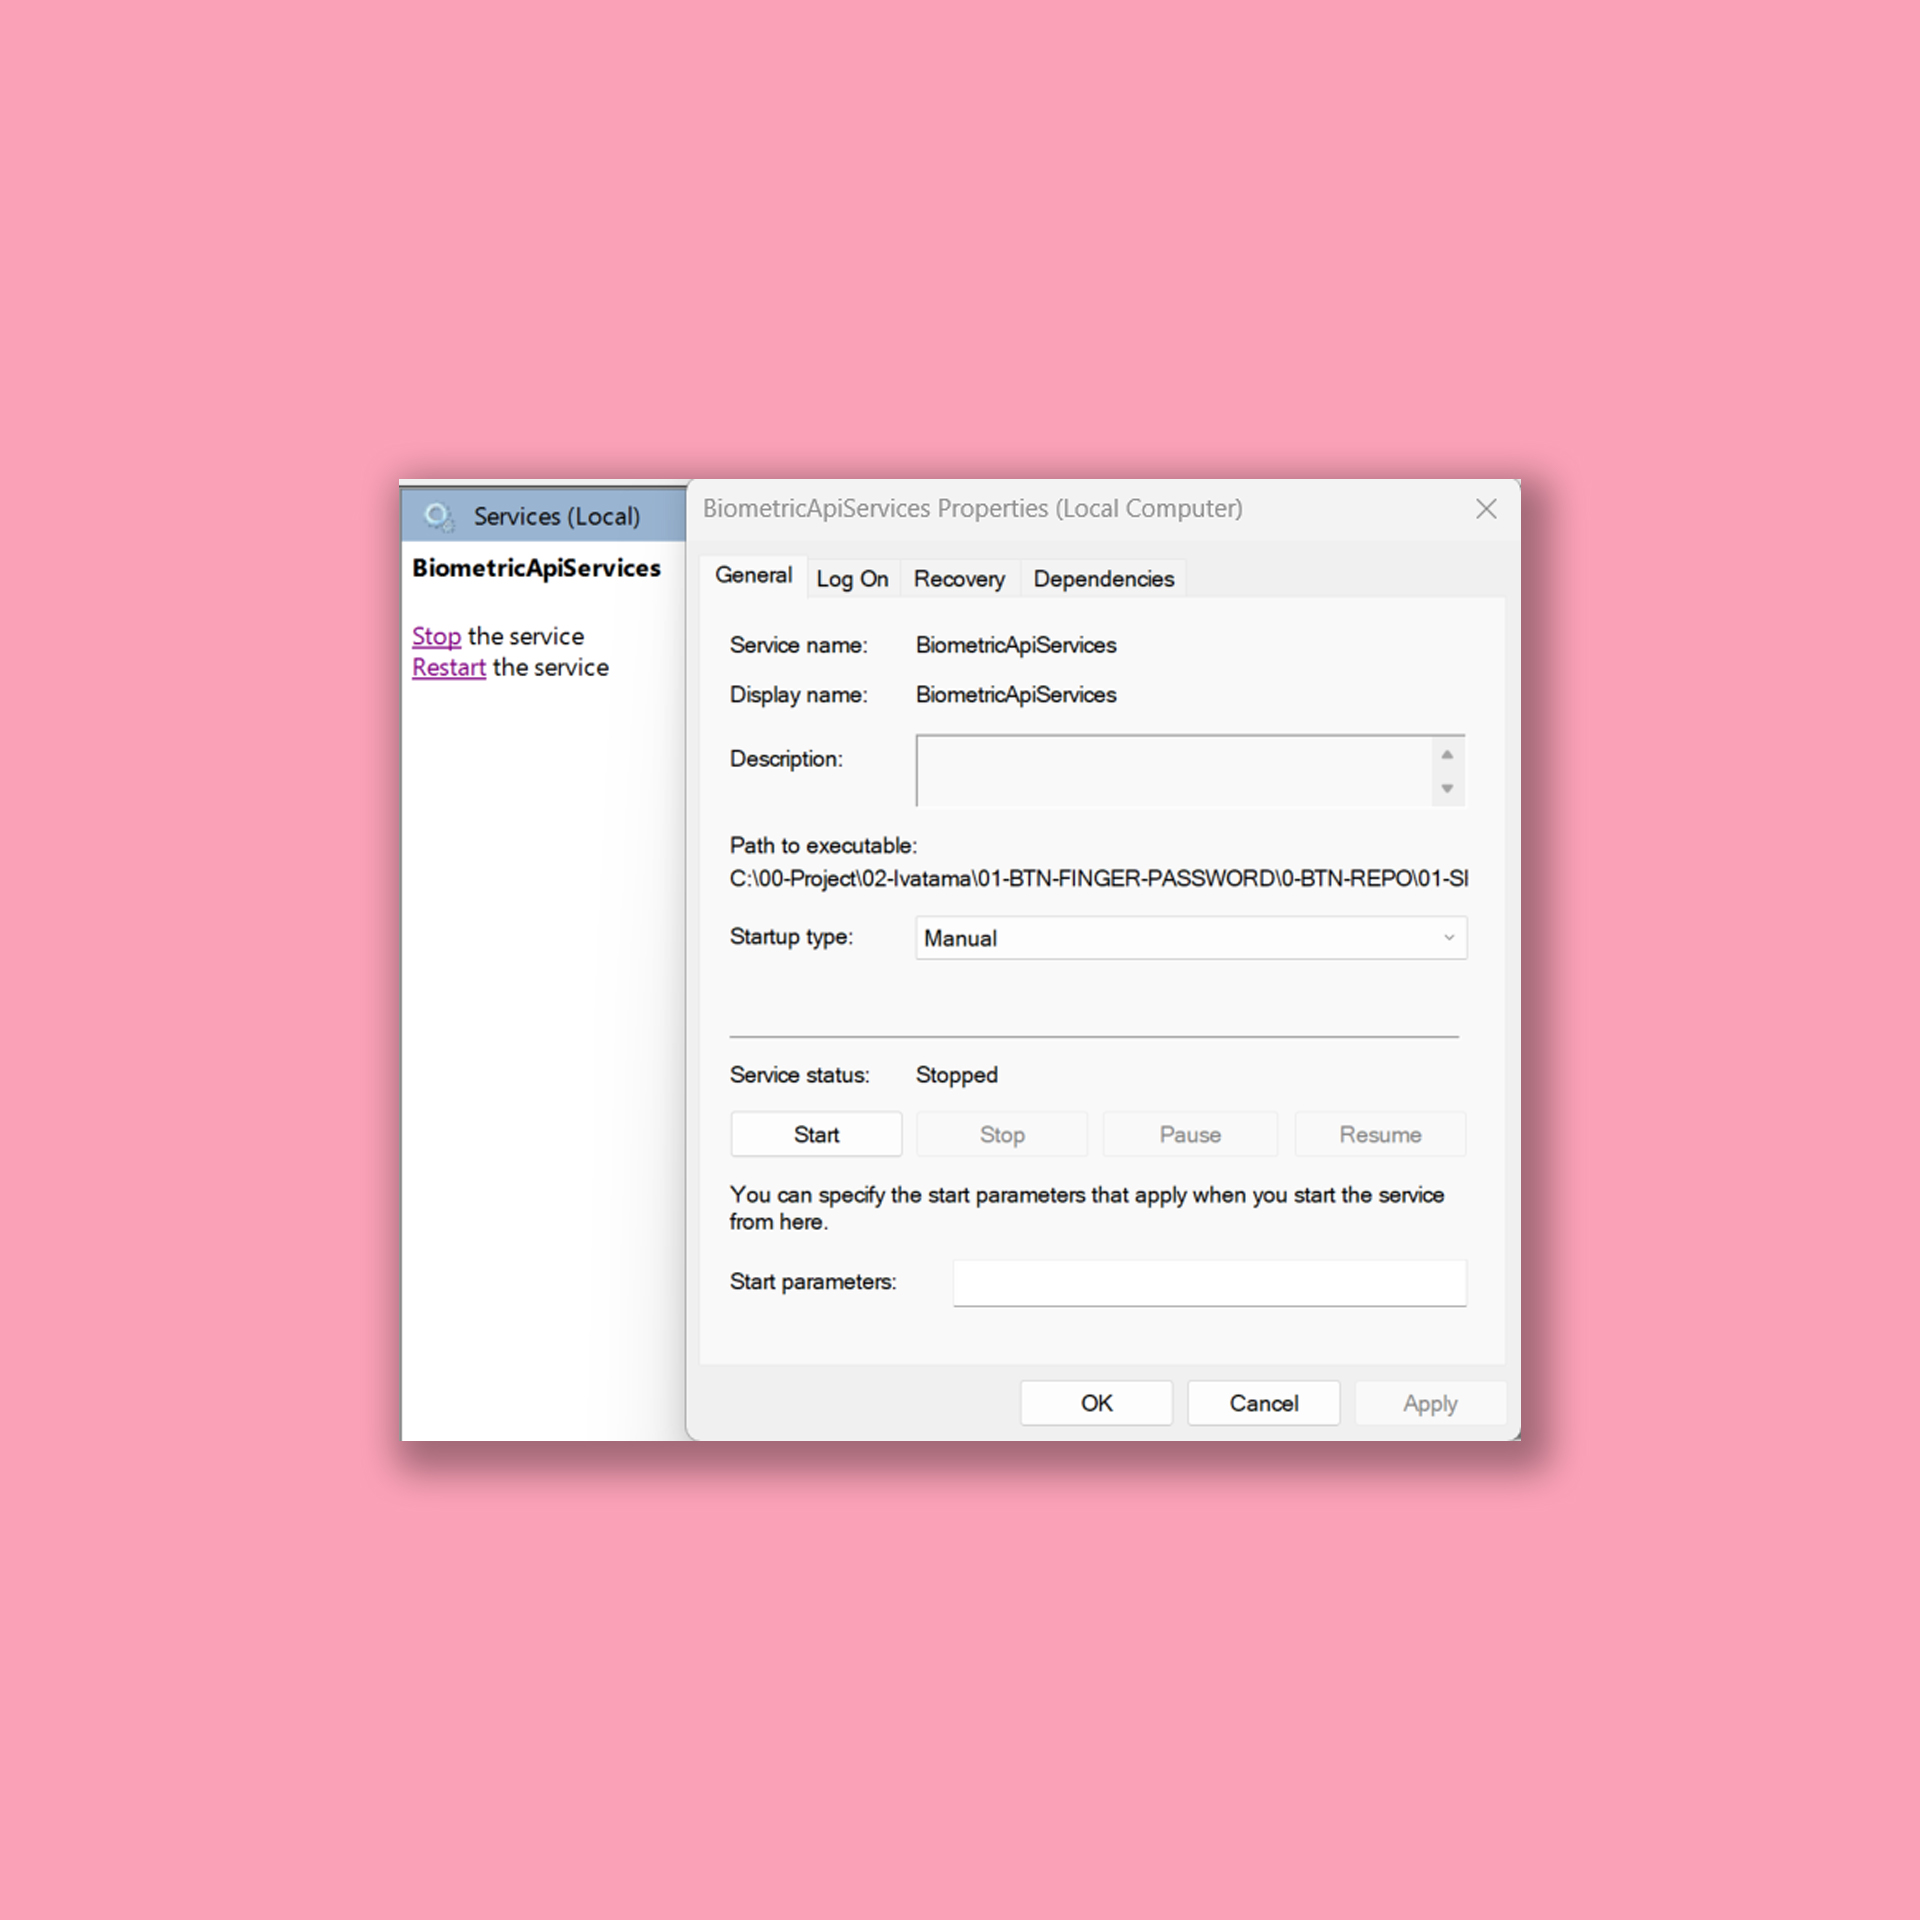 Services (Local)
BiometricApiServices
Stop the service
Restart the service
BiometricApiServices Properties (Local Computer)
General Log On Recovery Dependencies
Service name: BiometricApiServices
Display name: BiometricApiServices
Description:
Path to executable:
C:\00-Project\02-Ivatama\01-BTN-FINGER-PASSWORD\0-BTN-REPO\01-SI
Startup type: Manual
Service status: Stopped
Start Stop Pause Resume
You can specify the start parameters that apply when you start the service
from here.
Start parameters:
OK Cancel Apply